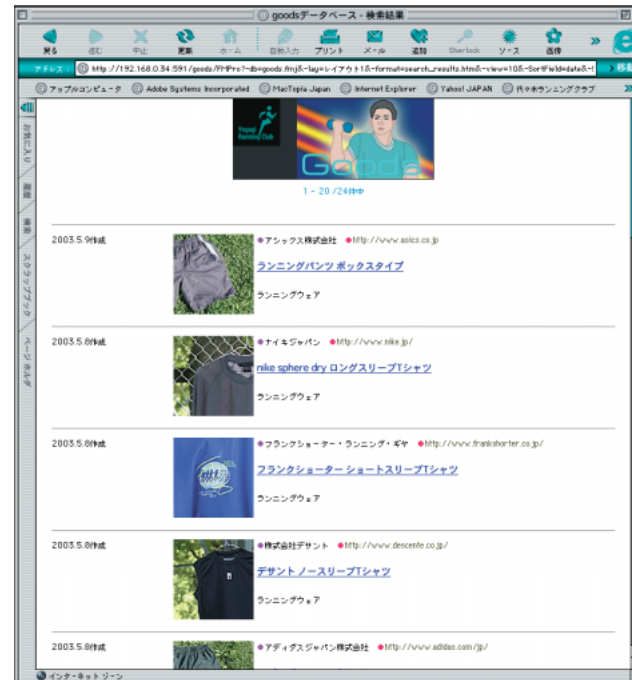 goodsデータベース - 検索結果
戻る 進む 中止 更新 ホーム 自動入力 プリント メール 追加 Sherlock ソース 画像 »
アドレス: http://192.168.0.34:591/goods/FMPro?-db=goods.fmj&-lay=レイアウト1&-format=search_results.htm&-view=10&-SortField=date&- 移動
アップルコンピュータ Adobe Systems Incorporated MacTopia Japan Internet Explorer Yahoo! JAPAN 代々木ランニングクラブ »
お気に入り
履歴
検索
スクラップブック
ページ ホルダ
Yoyogi
Running Club
Goods
1 - 20 /24件中
2003.5.9作成
●アシックス株式会社 ●http://www.asics.co.jp
ランニングパンツ ボックスタイプ
ランニングウェア
2003.5.8作成
●ナイキジャパン ●http://www.nike.jp/
nike sphere dry ロングスリーブTシャツ
ランニングウェア
2003.5.8作成
●フランクショーター・ランニング・ギヤ ●http://www.frankshorter.co.jp/
フランクショーター ショートスリーブTシャツ
ランニングウェア
2003.5.8作成
●株式会社デサント ●http://www.descente.co.jp/
デサント ノースリーブTシャツ
ランニングウェア
2003.5.8作成
●アディダスジャパン株式会社 ●http://www.adidas.com/jp/
インターネット ゾーン